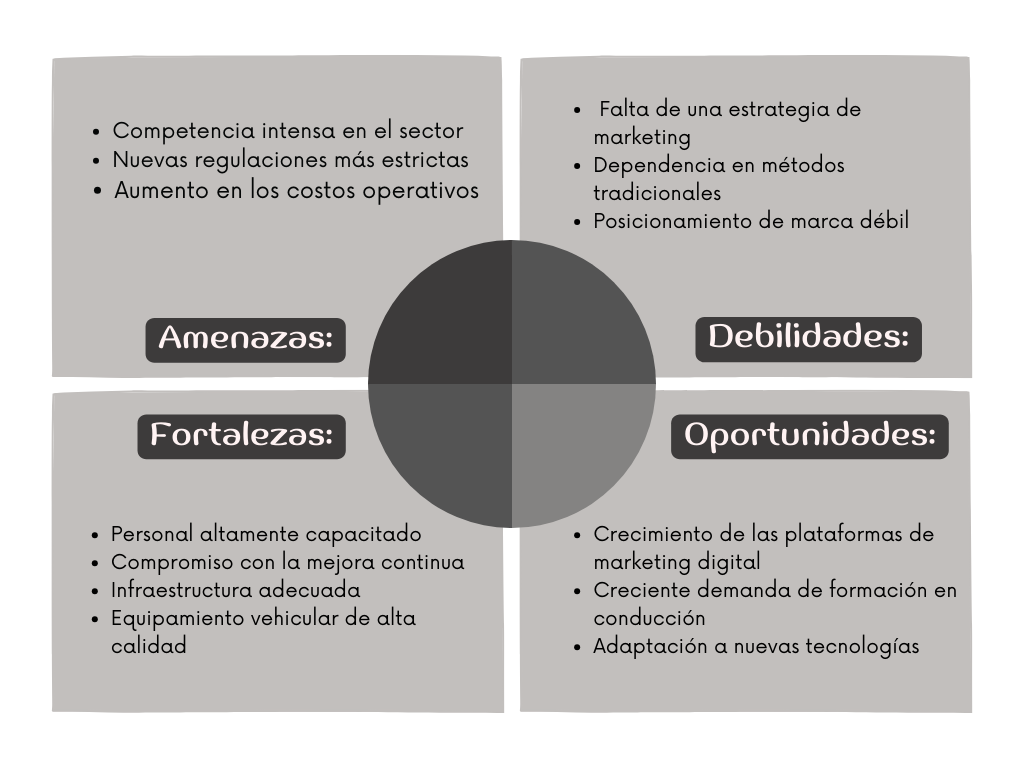 • Competencia intensa en el sector
• Nuevas regulaciones más estrictas
• Aumento en los costos operativos
Amenazas:
• Falta de una estrategia de
marketing
• Dependencia en métodos
tradicionales
• Posicionamiento de marca débil
Debilidades:
Fortalezas:
• Personal altamente capacitado
• Compromiso con la mejora continua
• Infraestructura adecuada
• Equipamiento vehicular de alta
calidad
Oportunidades:
• Crecimiento de las plataformas de
marketing digital
• Creciente demanda de formación en
conducción
• Adaptación a nuevas tecnologías